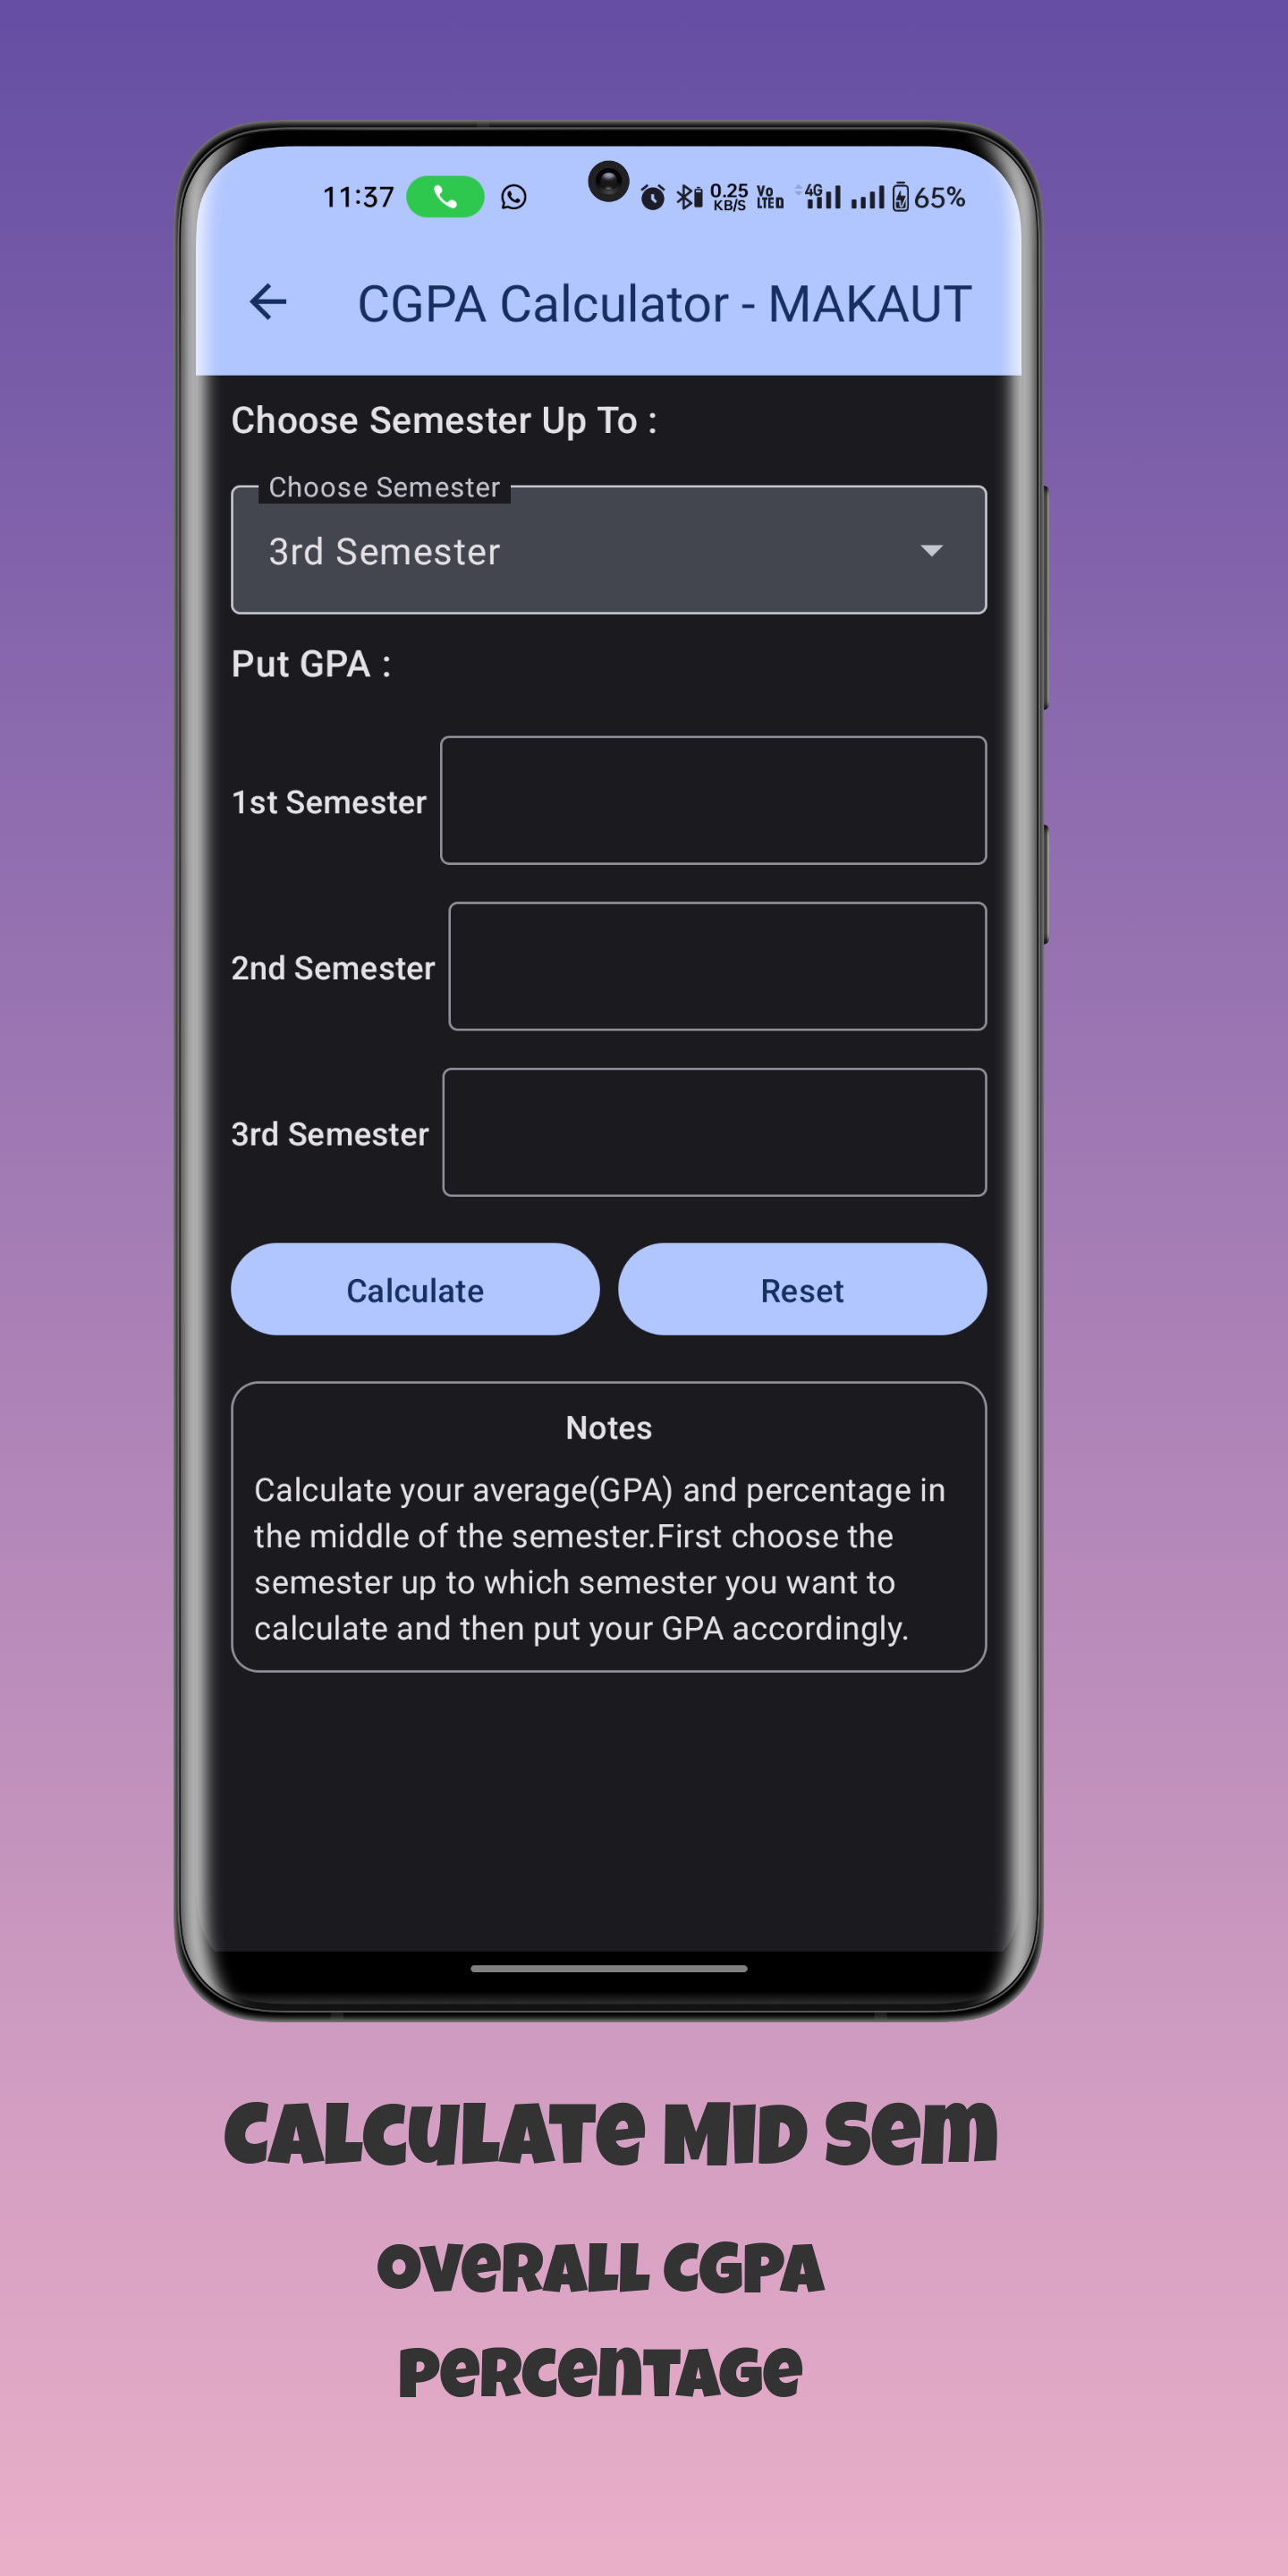 11:37 0.25 KB/S Vo LTE 4G 65%
CGPA Calculator - MAKAUT
Choose Semester Up To :
Choose Semester
3rd Semester
Put GPA :
1st Semester
2nd Semester
3rd Semester
Calculate Reset
Notes
Calculate your average(GPA) and percentage in
the middle of the semester.First choose the
semester up to which semester you want to
calculate and then put your GPA accordingly.
CALCULATE MID SEM
OVERALL CGPA
PERCENTAGE